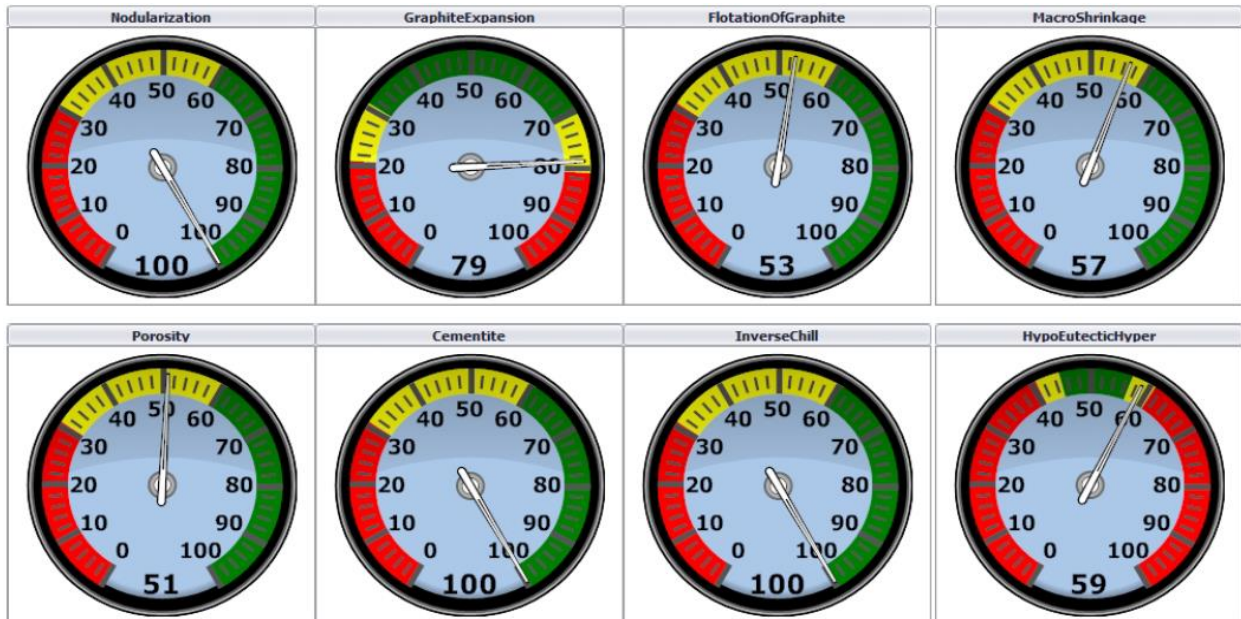 Nodularization GraphiteExpansion FlotationOfGraphite MacroShrinkage
0 10 20 30 40 50 60 70 80 90 100
100
0 10 20 30 40 50 60 70 80 90 100
79
0 10 20 30 40 50 60 70 80 90 100
53
0 10 20 30 40 50 60 70 80 90 100
57
Porosity Cementite InverseChill HypoEutecticHyper
0 10 20 30 40 50 60 70 80 90 100
51
0 10 20 30 40 50 60 70 80 90 100
100
0 10 20 30 40 50 60 70 80 90 100
100
0 10 20 30 40 50 60 70 80 90 100
59